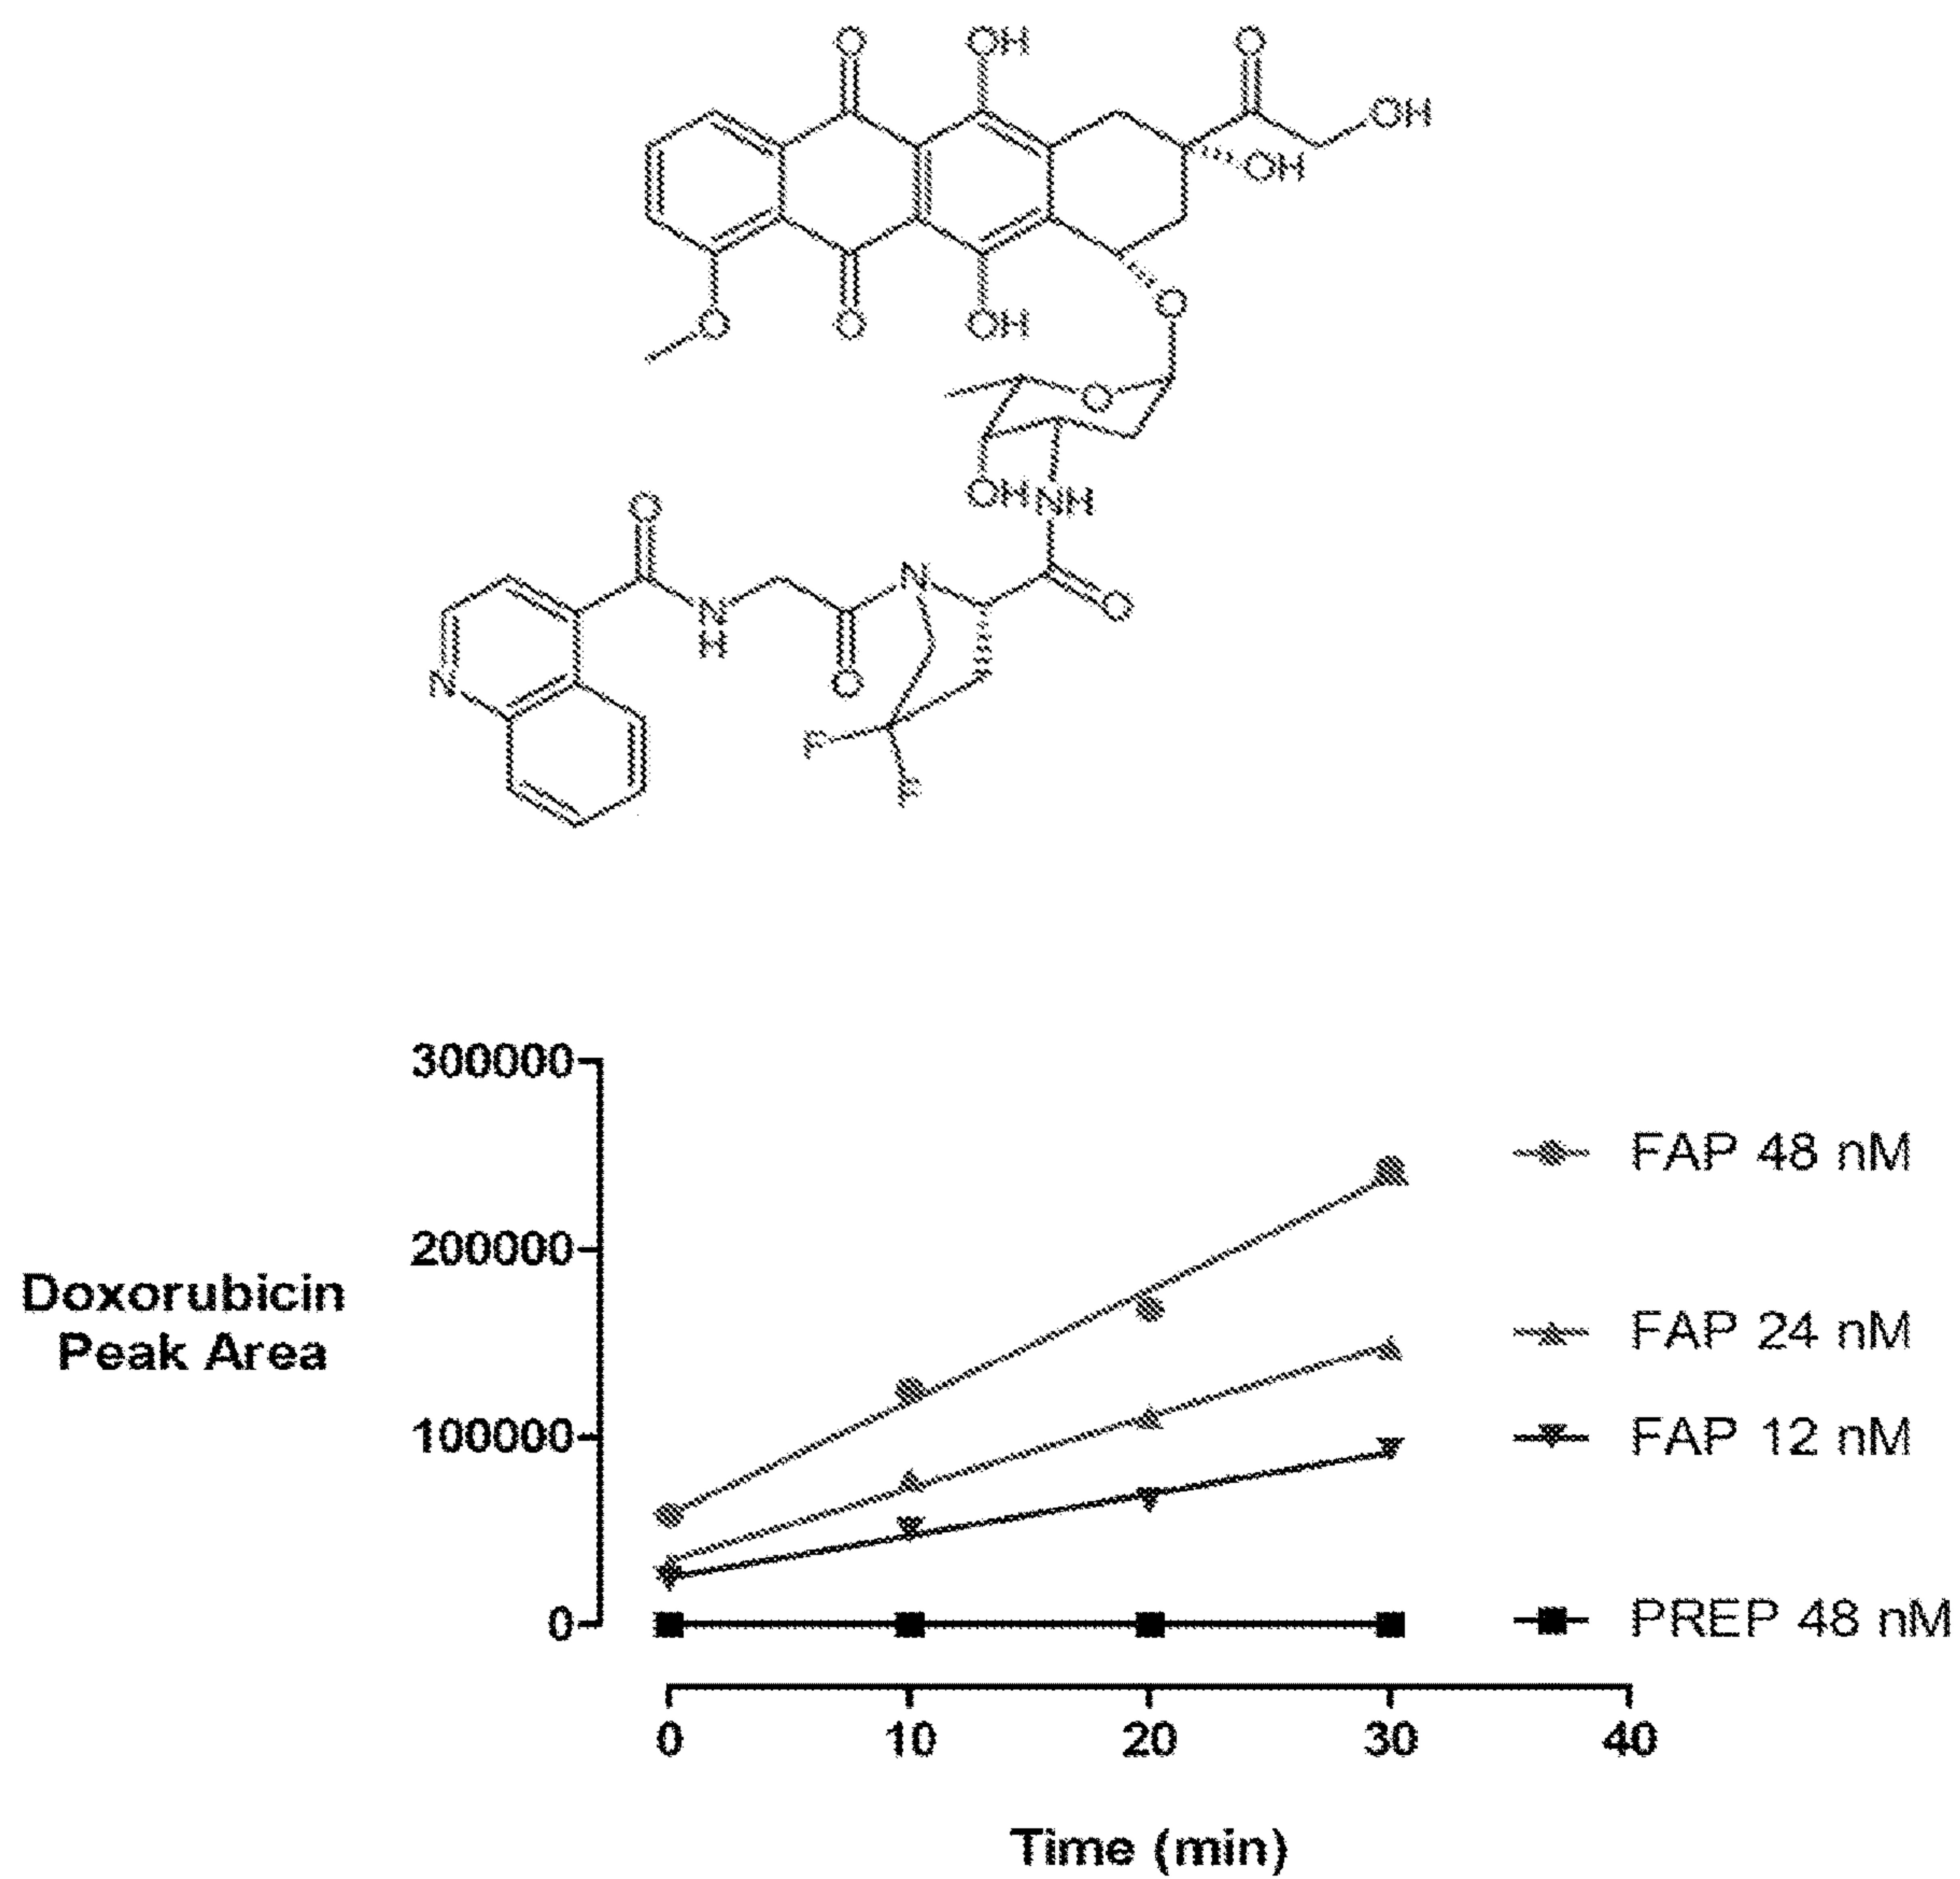 O OH O
OH
OH
O O OH
O
O
OH NH
O
N
O
N
H
O
N
F
F
300000
200000
100000
0
Doxorubicin
Peak Area
FAP 48 nM
FAP 24 nM
FAP 12 nM
PREP 48 nM
0 10 20 30 40
Time (min)